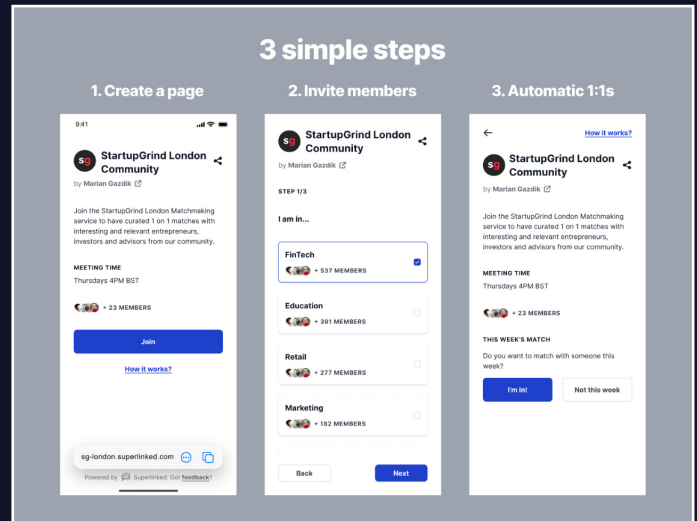 3 simple steps
1. Create a page
9:41
sg
StartupGrind London
Community
by Marian Gazdik
Join the StartupGrind London Matchmaking
service to have curated 1 on 1 matches with
interesting and relevant entrepreneurs,
investors and advisors from our community.
MEETING TIME
Thursdays 4PM BST
+ 23 MEMBERS
Join
How it works?
sg-london.superlinked.com
Powered by Superlinked. Got feedback?
2. Invite members
sg
StartupGrind London
Community
by Marian Gazdik
STEP 1/3
I am in...
FinTech
+ 537 MEMBERS
Education
+ 391 MEMBERS
Retail
+ 277 MEMBERS
Marketing
+ 182 MEMBERS
Back
Next
3. Automatic 1:1s
How it works?
sg
StartupGrind London
Community
by Marian Gazdik
Join the StartupGrind London Matchmaking
service to have curated 1 on 1 matches with
interesting and relevant entrepreneurs,
investors and advisors from our community.
MEETING TIME
Thursdays 4PM BST
+ 23 MEMBERS
THIS WEEK'S MATCH
Do you want to match with someone this
week?
I'm In!
Not this week